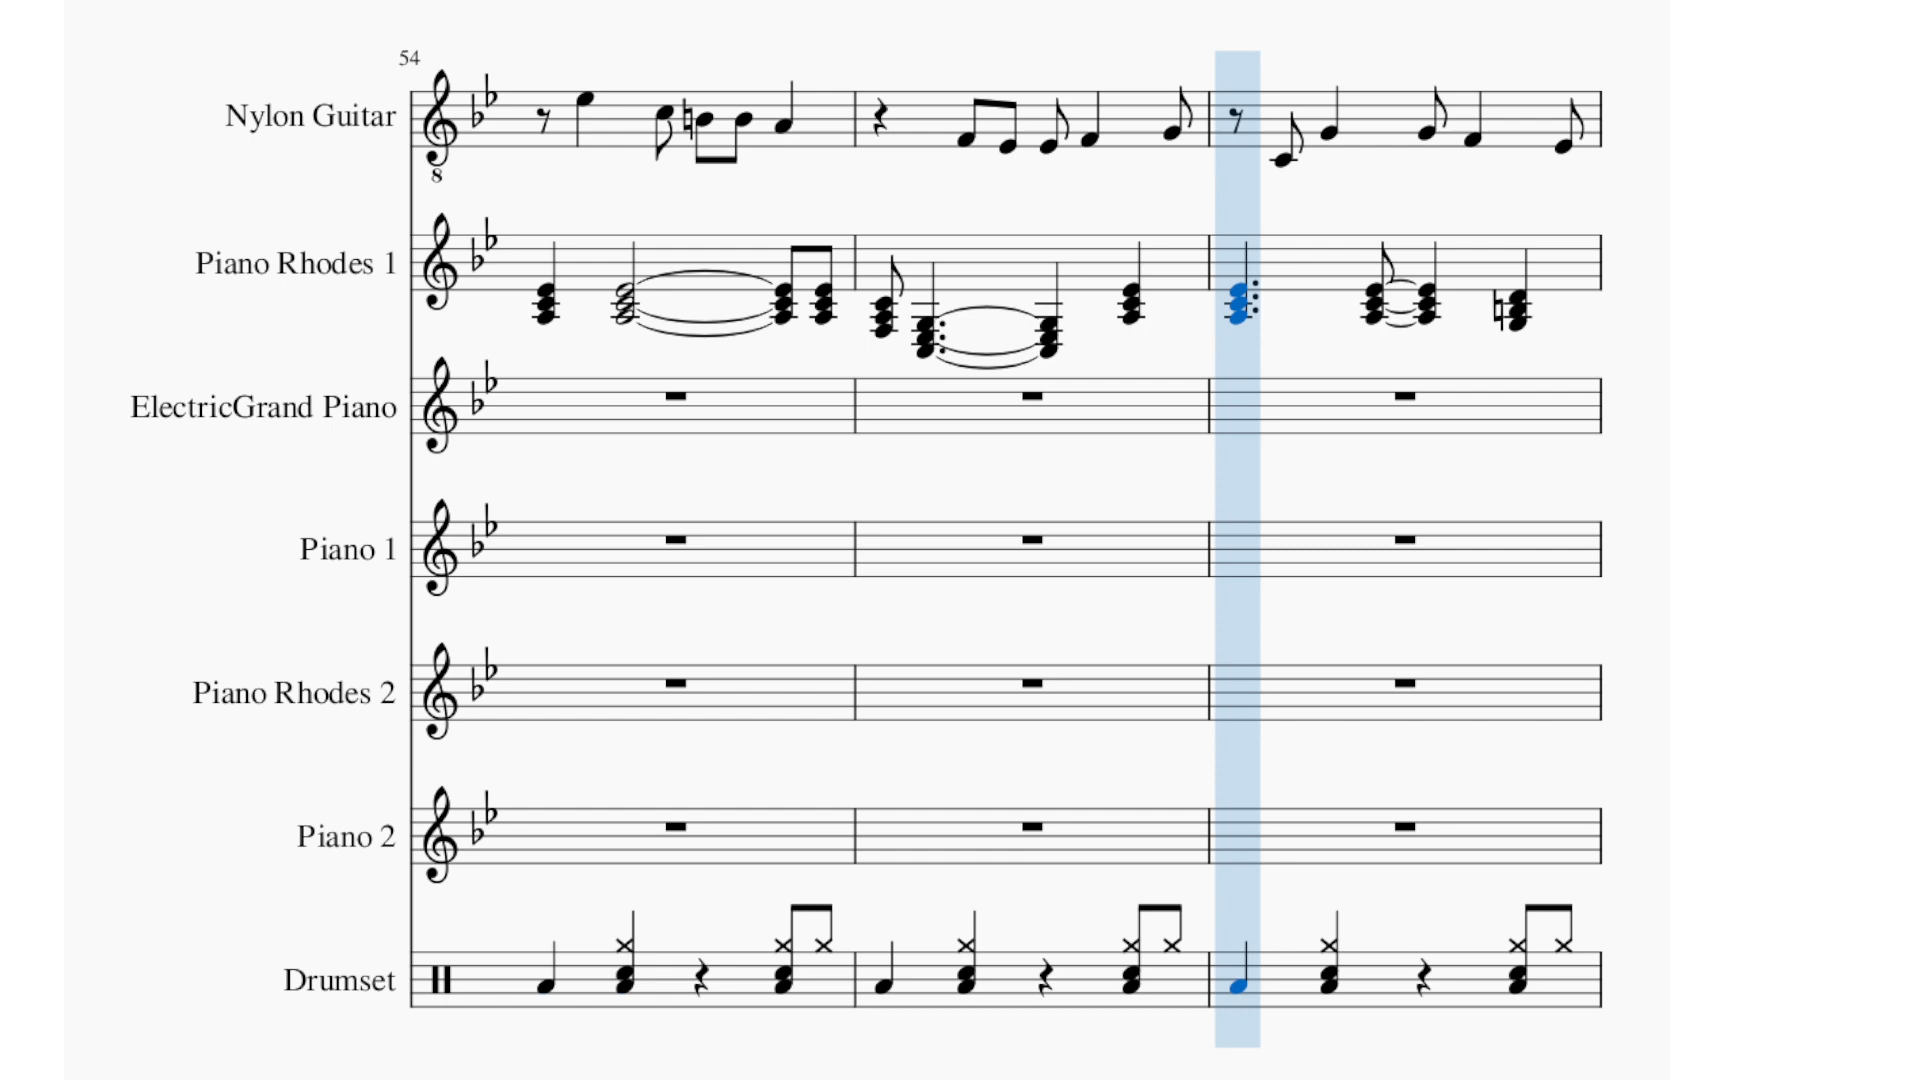 54
Nylon Guitar
8
Piano Rhodes 1
ElectricGrand Piano
Piano 1
Piano Rhodes 2
Piano 2
Drumset